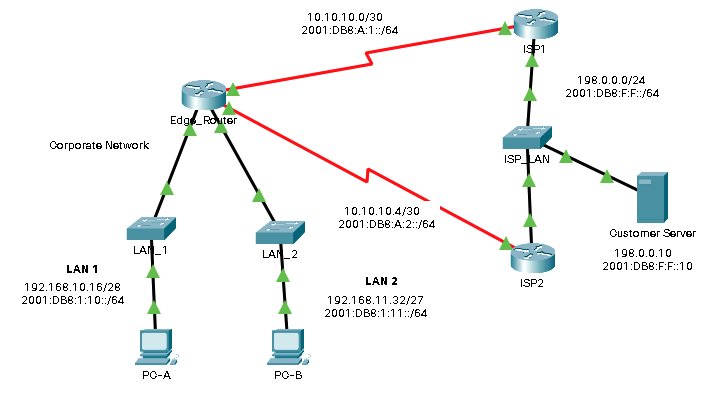 10.10.10.0/30
2001:DB8:A:1::/64
ISP1
198.0.0.0/24
2001:DB8:F:F::/64
Edge_Router
Corporate Network
ISP_LAN
10.10.10.4/30
2001:DB8:A:2::/64
Customer Server
198.0.0.10
2001:DB8:F:F::10
ISP2
LAN_1
LAN_2
LAN 1
192.168.10.16/28
2001:DB8:1:10::/64
LAN 2
192.168.11.32/27
2001:DB8:1:11::/64
PC-A
PC-B